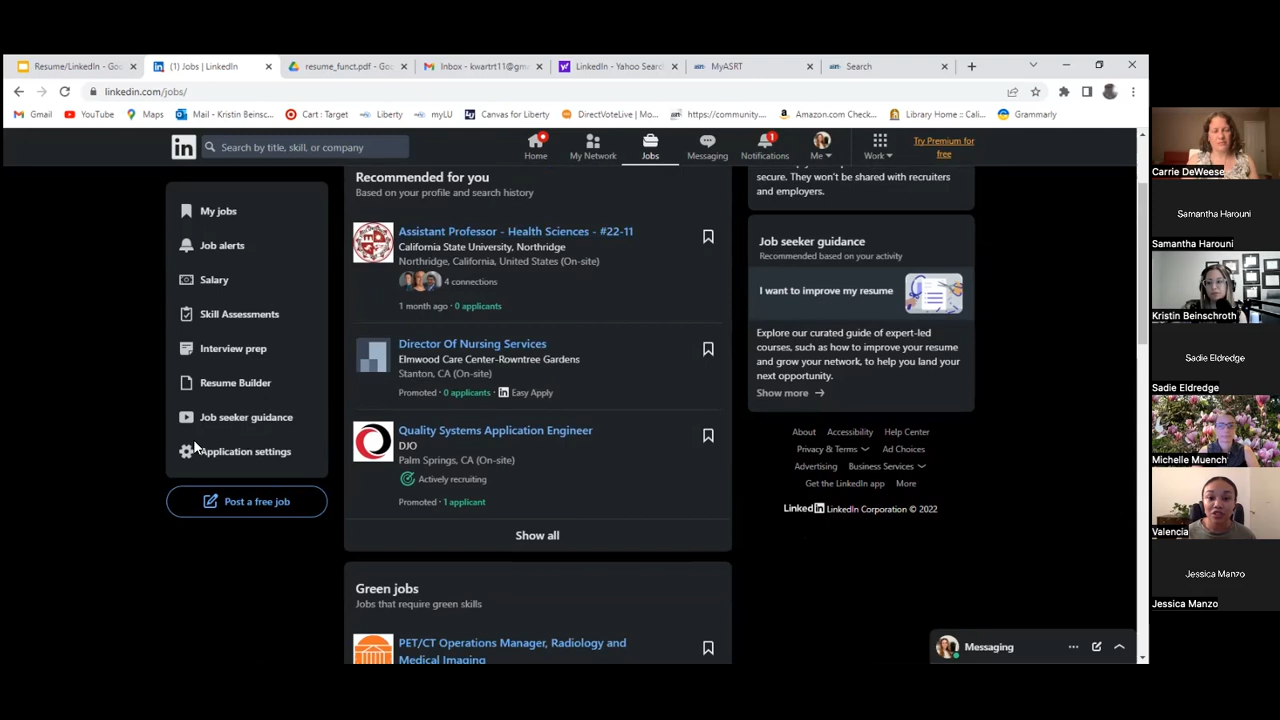 Resume/LinkedIn - Goo
(1) Jobs | LinkedIn
resume_funct.pdf - Goo
Inbox - kwartrt11@gm
LinkedIn - Yahoo Searc
MyASRT
Search
linkedin.com/jobs/
Gmail
YouTube
Maps
Mail - Kristin Beinsc...
Cart : Target
Liberty
myLU
Canvas for Liberty
DirectVoteLive | Mo...
https://community....
Amazon.com Check...
Library Home :: Cali...
Grammarly
in
Search by title, skill, or company
Home
My Network
Jobs
Messaging
1
Notifications
Me
Work
Try Premium for
free
My jobs
Job alerts
Salary
Skill Assessments
Interview prep
Resume Builder
Job seeker guidance
Application settings
Post a free job
Recommended for you
Based on your profile and search history
Assistant Professor - Health Sciences - #22-11
California State University, Northridge
Northridge, California, United States (On-site)
4 connections
1 month ago · 0 applicants
Director Of Nursing Services
Elmwood Care Center-Rowntree Gardens
Stanton, CA (On-site)
Promoted · 0 applicants · in Easy Apply
Quality Systems Application Engineer
DJO
Palm Springs, CA (On-site)
Actively recruiting
Promoted · 1 applicant
Show all
Green jobs
Jobs that require green skills
PET/CT Operations Manager, Radiology and
Medical Imaging
secure. They won't be shared with recruiters
and employers.
Job seeker guidance
Recommended based on your activity
I want to improve my resume
Explore our curated guide of expert-led
courses, such as how to improve your resume
and grow your network, to help you land your
next opportunity.
Show more →
About Accessibility Help Center
Privacy & Terms Ad Choices
Advertising Business Services
Get the LinkedIn app More
Linkedin LinkedIn Corporation © 2022
Messaging
Carrie DeWeese
Samantha Harouni
Samantha Harouni
Kristin Beinschroth
Sadie Eldredge
Sadie Eldredge
Michelle Muench
Valencia
Jessica Manzo
Jessica Manzo